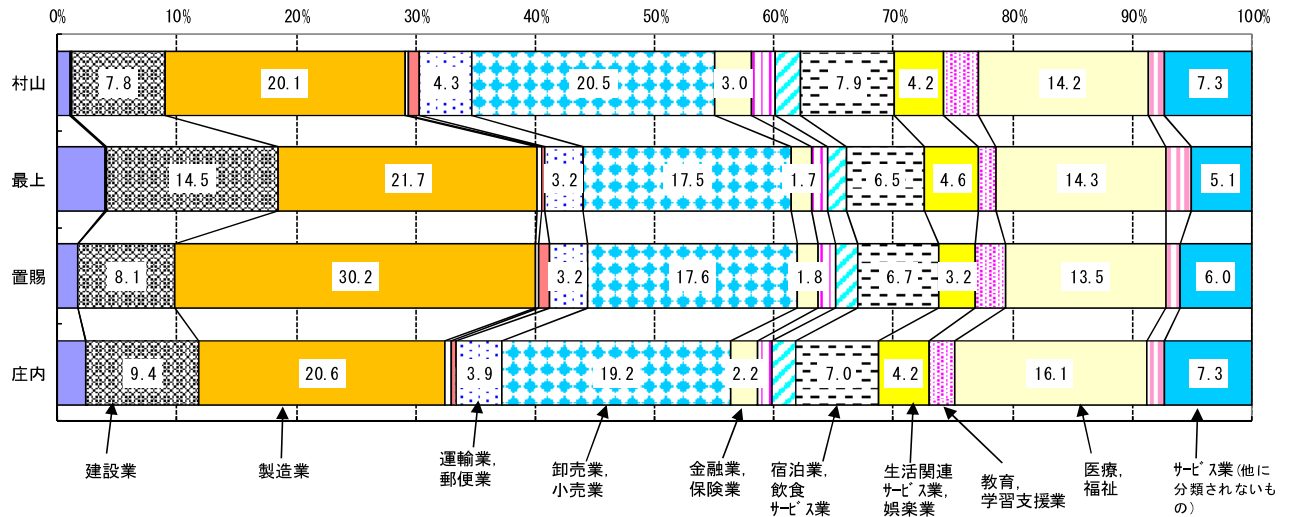 0% 10% 20% 30% 40% 50% 60% 70% 80% 90% 100%
村山 7.8 20.1 4.3 20.5 3.0 7.9 4.2 14.2 7.3
最上 14.5 21.7 3.2 17.5 1.7 6.5 4.6 14.3 5.1
置賜 8.1 30.2 3.2 17.6 1.8 6.7 3.2 13.5 6.0
庄内 9.4 20.6 3.9 19.2 2.2 7.0 4.2 16.1 7.3
建設業
製造業
運輸業,
郵便業
卸売業,
小売業
金融業,
保険業
宿泊業,
飲食
ｻｰﾋﾞｽ業
生活関連
ｻｰﾋﾞｽ業,
娯楽業
教育,
学習支援業
医療,
福祉
ｻｰﾋﾞｽ業(他に
分類されないも
の)